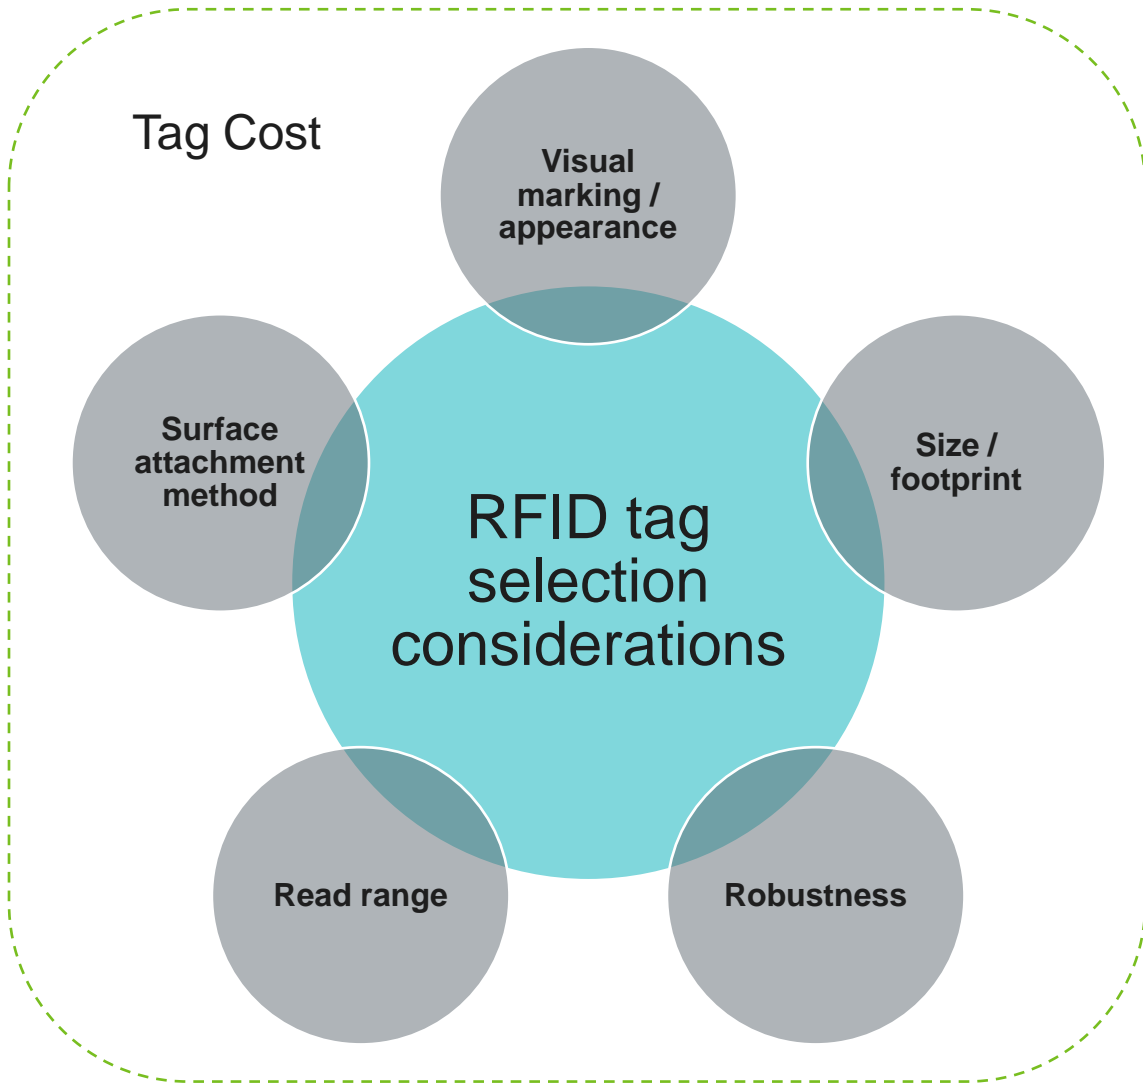 Tag Cost
Visual
marking /
appearance
Surface
attachment
method
Size /
footprint
RFID tag
selection
considerations
Read range
Robustness